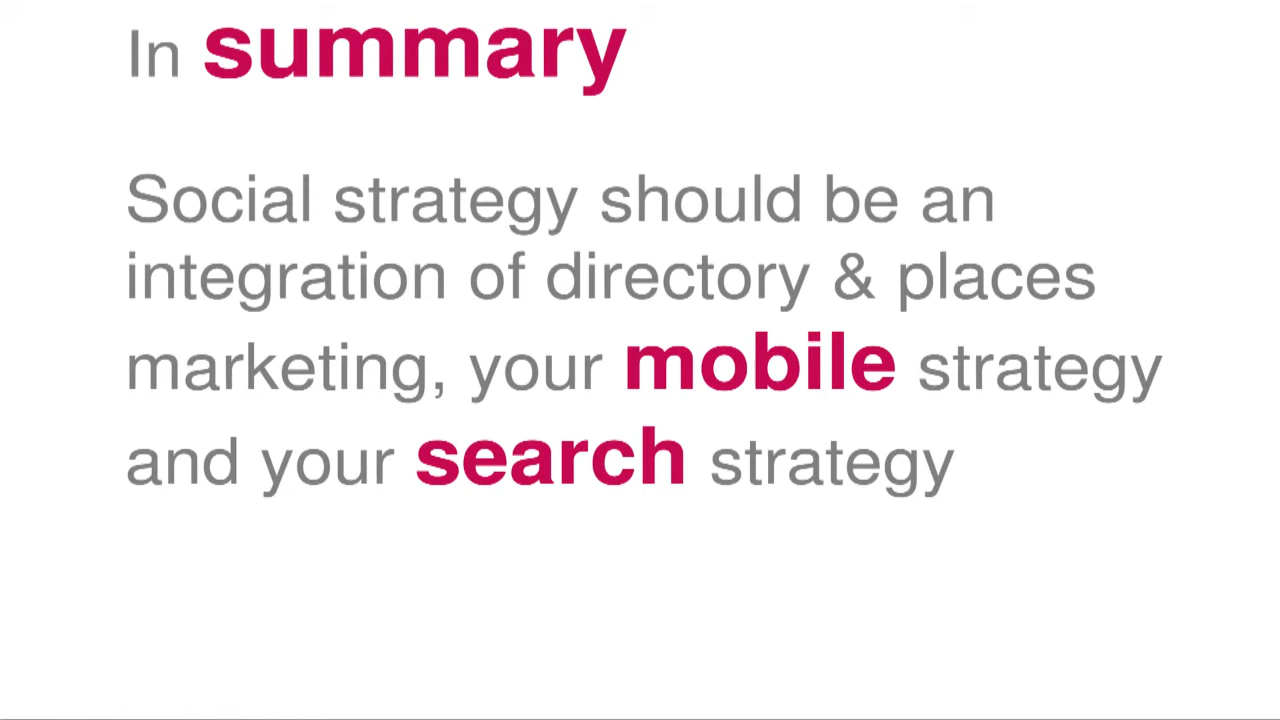 In summary
Social strategy should be an
integration of directory & places
marketing, your mobile strategy
and your search strategy